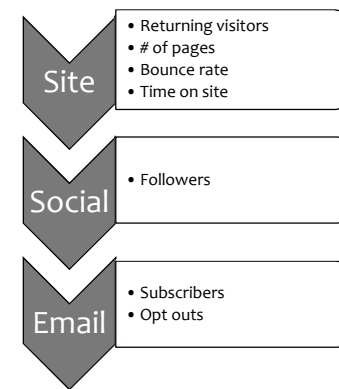 Site
• Returning visitors
• # of pages
• Bounce rate
• Time on site
Social
• Followers
Email
• Subscribers
• Opt outs